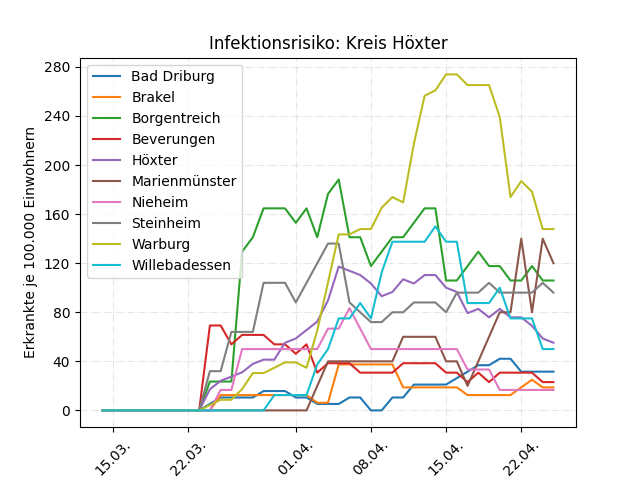 Infektionsrisiko: Kreis Höxter
Erkrankte je 100.000 Einwohnern
280
240
200
160
120
80
40
0
Bad Driburg
Brakel
Borgentreich
Beverungen
Höxter
Marienmünster
Nieheim
Steinheim
Warburg
Willebadessen
15.03.
22.03.
01.04.
08.04.
15.04.
22.04.